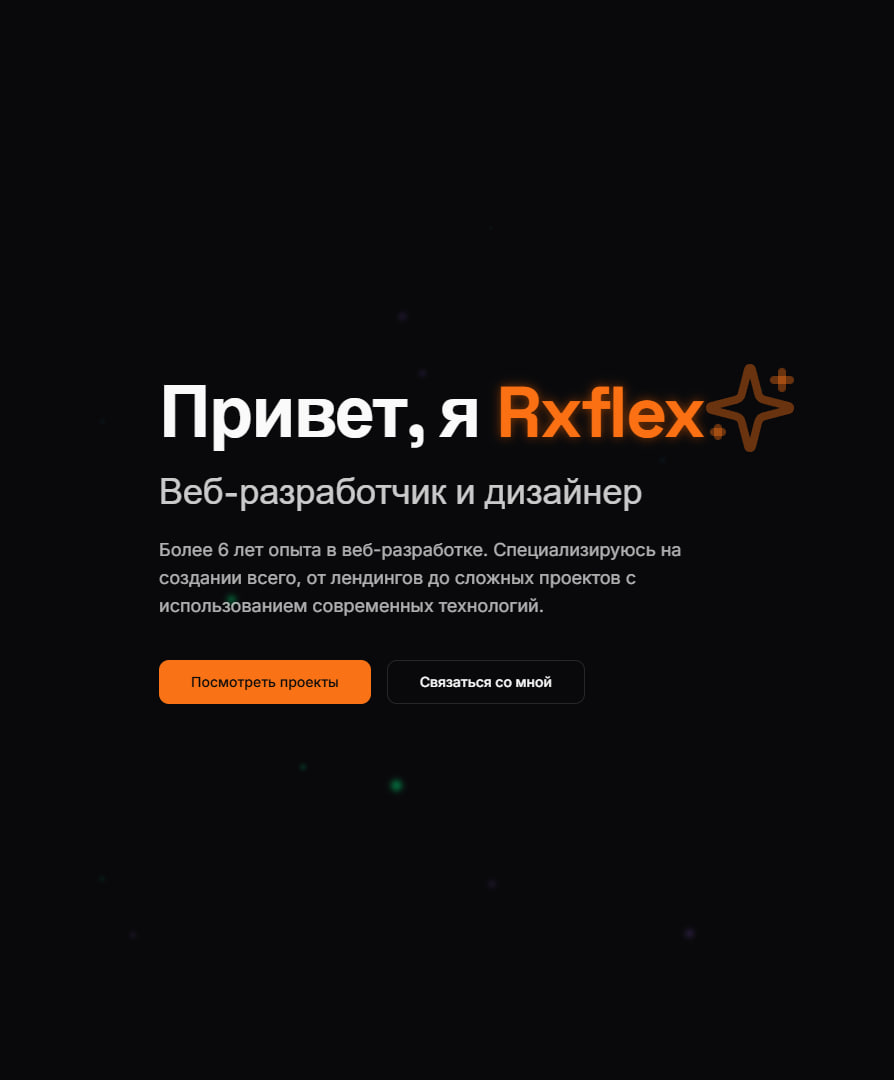 Привет, я Rxflex
Веб-разработчик и дизайнер
Более 6 лет опыта в веб-разработке. Специализируюсь на
создании всего, от лендингов до сложных проектов с
использованием современных технологий.
Посмотреть проекты
Связаться со мной